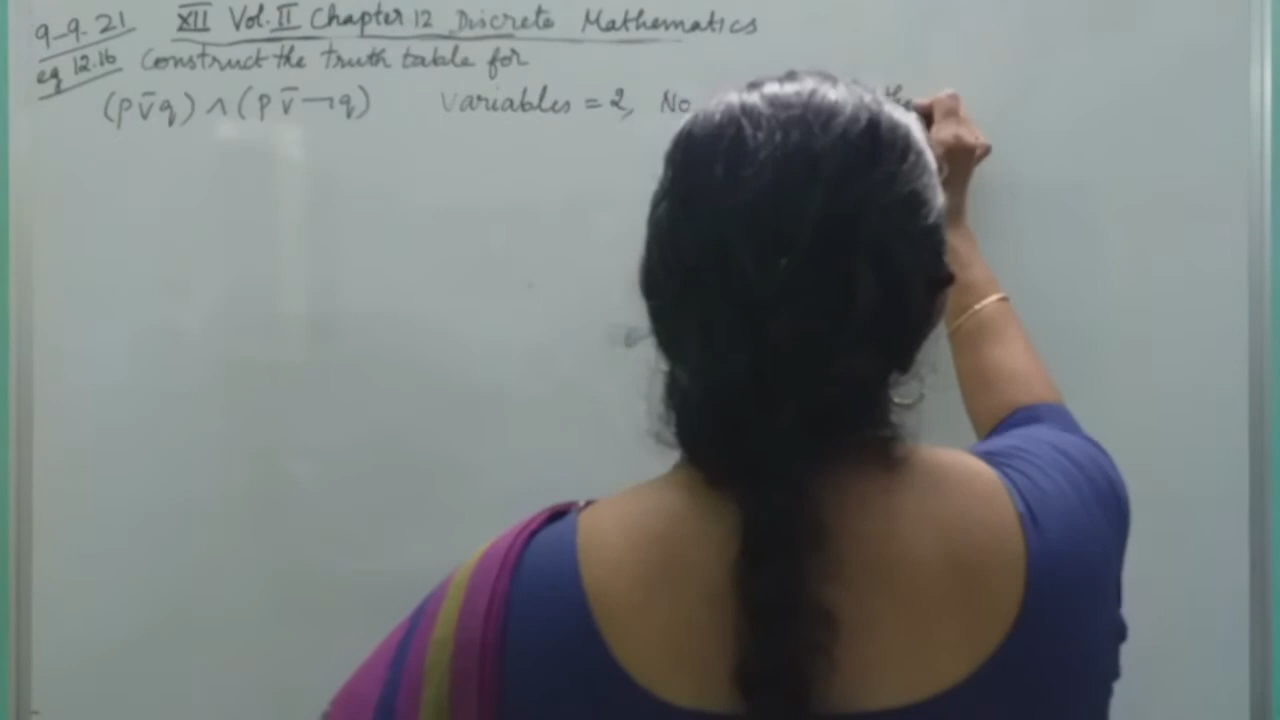 9-9.21 XII Vol.II Chapter 12 Discrete Mathematics
eg 12.16 Construct the truth table for
(p v̄ q) ∧ (p v̄ ¬q) Variables = 2, No the